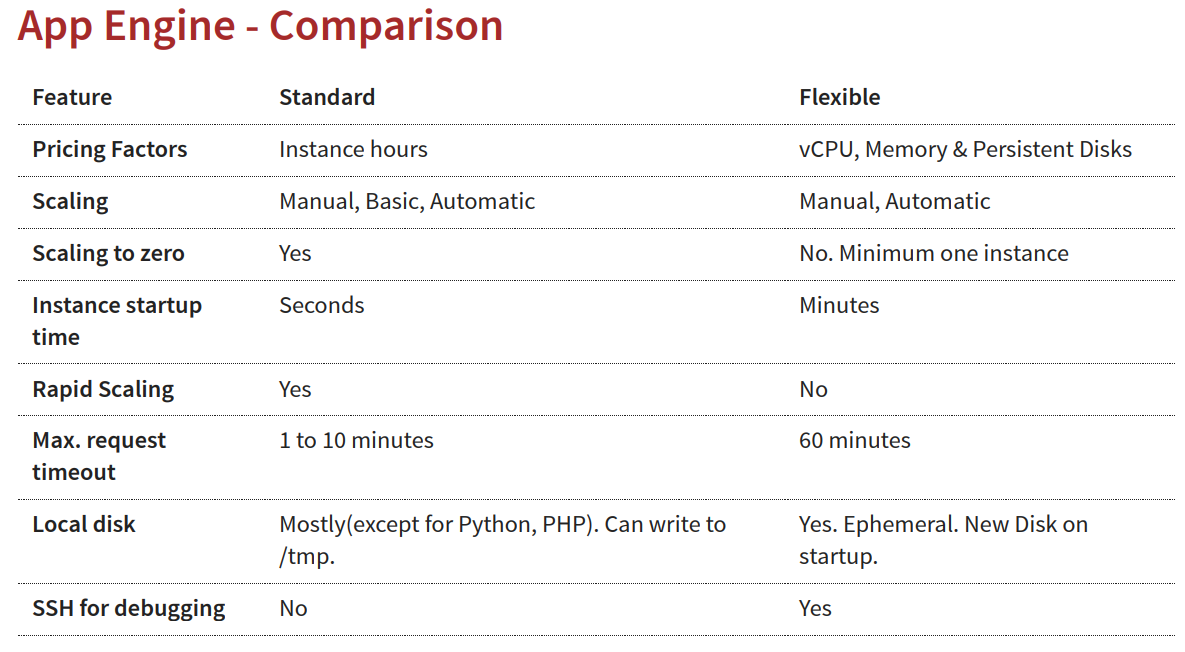 App Engine - Comparison
Feature Standard Flexible
Pricing Factors Instance hours vCPU, Memory & Persistent Disks
Scaling Manual, Basic, Automatic Manual, Automatic
Scaling to zero Yes No. Minimum one instance
Instance startup Seconds Minutes
time
Rapid Scaling Yes No
Max. request 1 to 10 minutes 60 minutes
timeout
Local disk Mostly(except for Python, PHP). Can write to Yes. Ephemeral. New Disk on
/tmp. startup.
SSH for debugging No Yes